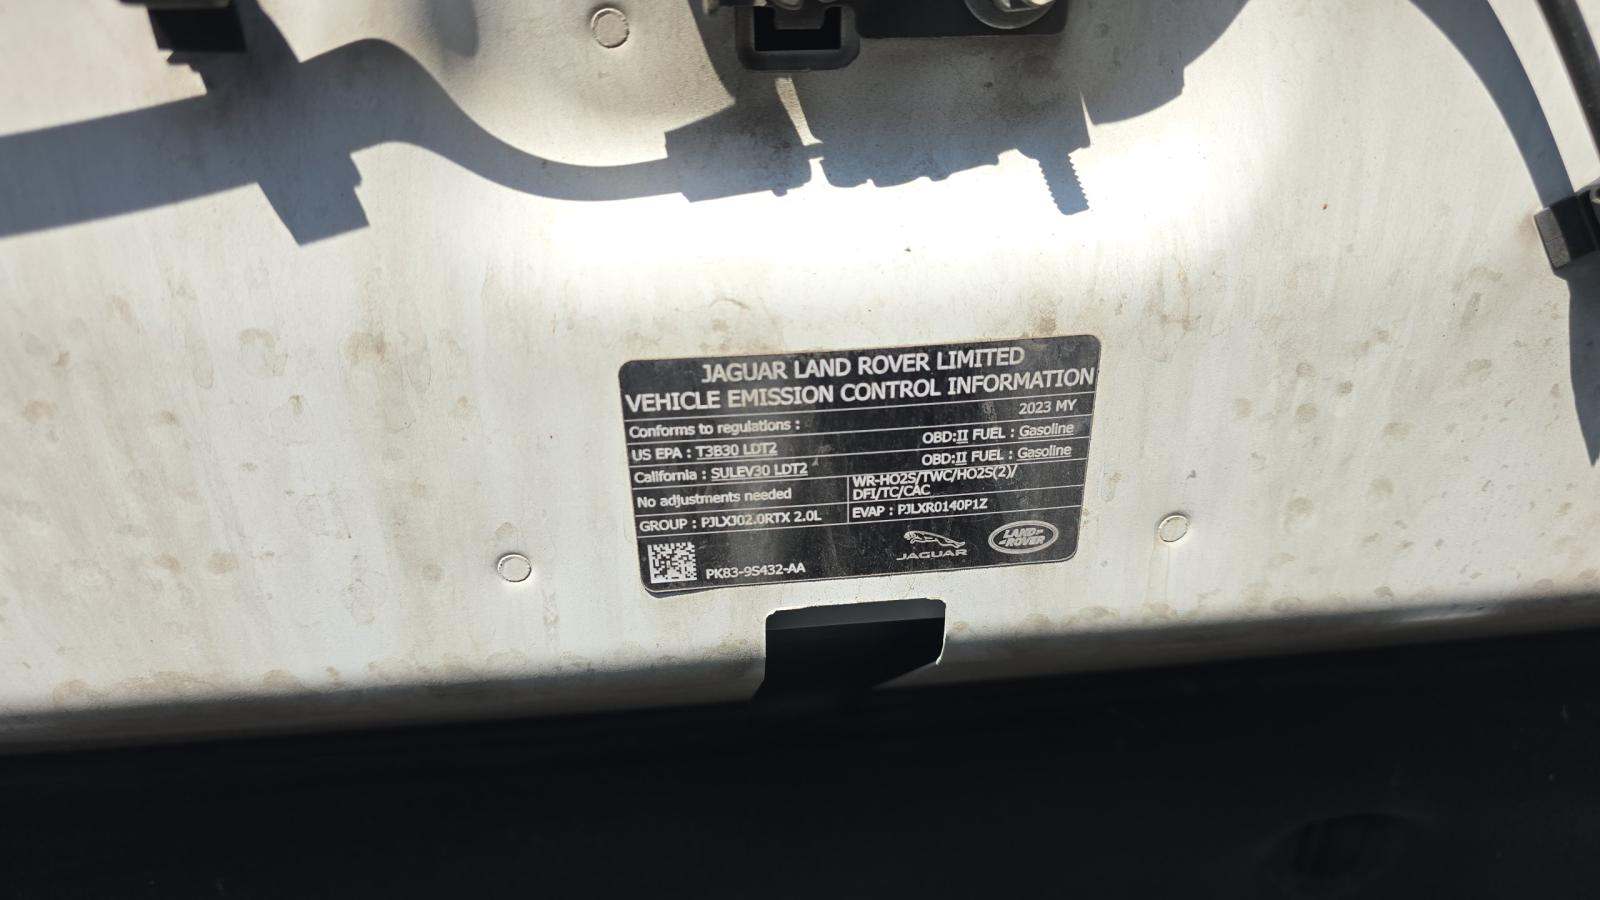 JAGUAR LAND ROVER LIMITED
VEHICLE EMISSION CONTROL INFORMATION
2023 MY
Conforms to regulations :
US EPA : T3B30 LDT2 OBD:II FUEL : Gasoline
California : SULEV30 LDT2 OBD:II FUEL : Gasoline
No adjustments needed
WR-HO2S/TWC/HO2S(2)/
DFI/TC/CAC
GROUP : PJLXJ02.0RTX 2.0L
EVAP : PJLXR0140P1Z
PK83-9S432-AA
JAGUAR
LAND-
-ROVER